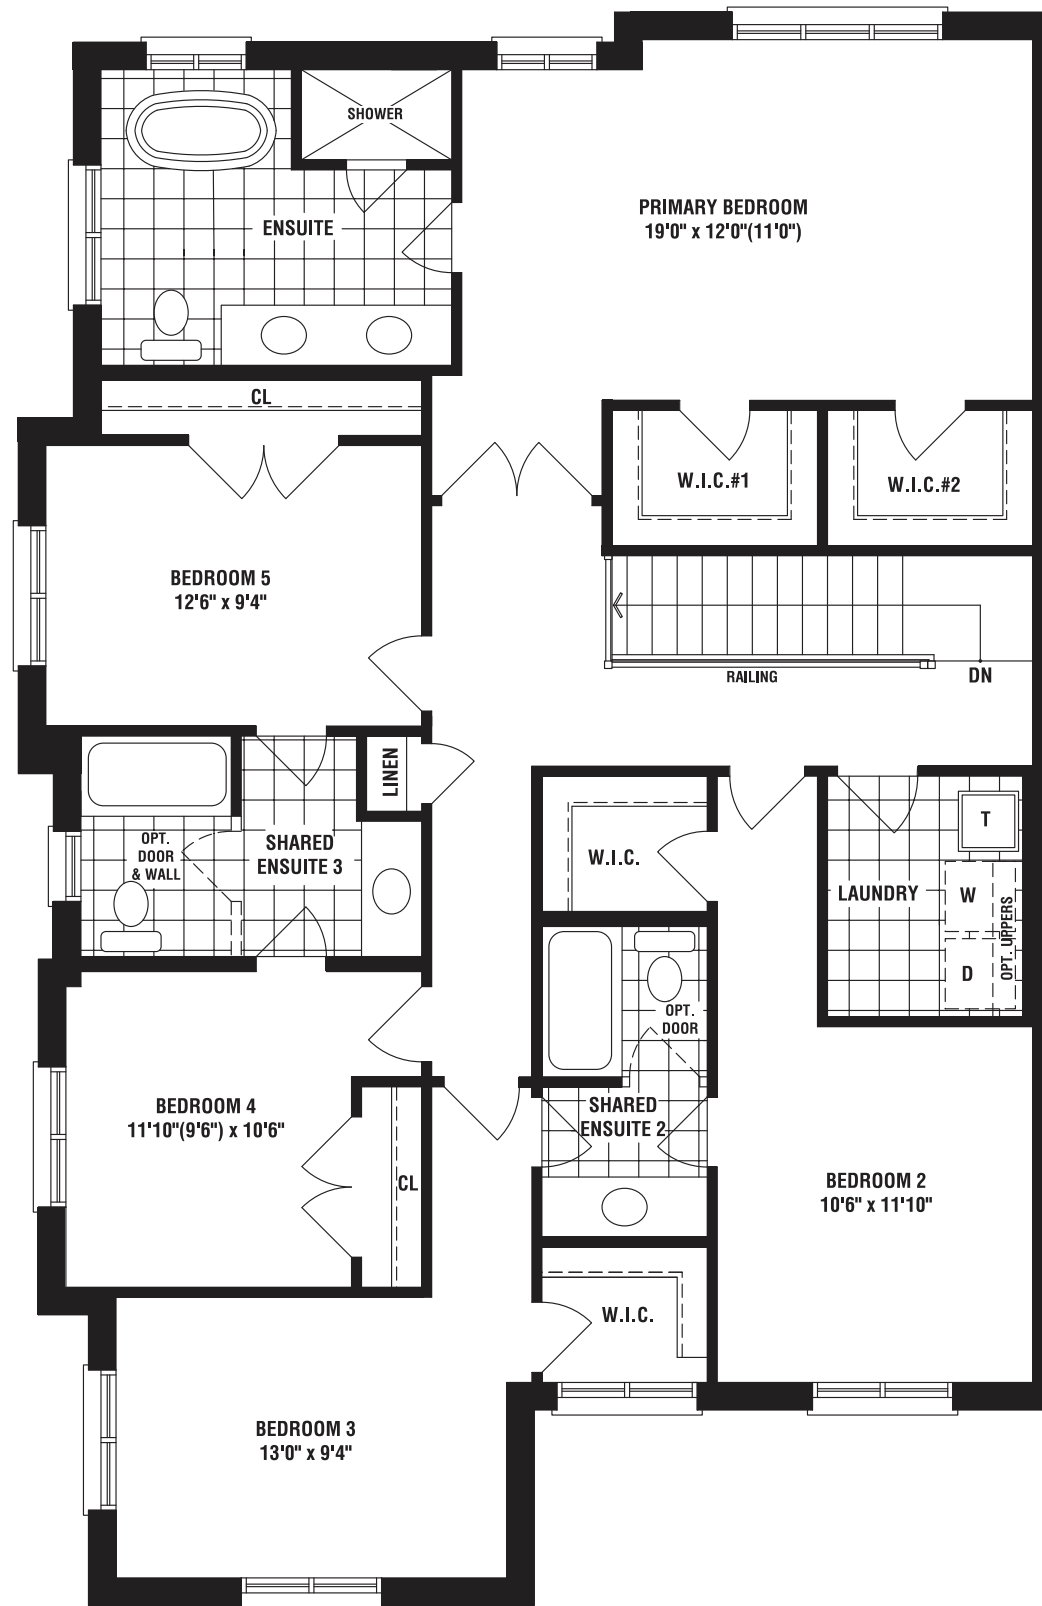 SHOWER
PRIMARY BEDROOM
19'0" x 12'0"(11'0")
ENSUITE
CL
W.I.C.#1
W.I.C.#2
BEDROOM 5
12'6" x 9'4"
RAILING
DN
LINEN
OPT.
DOOR
& WALL
SHARED
ENSUITE 3
W.I.C.
T
LAUNDRY
W
D
OPT. UPPERS
OPT.
DOOR
BEDROOM 4
11'10"(9'6") x 10'6"
CL
SHARED
ENSUITE 2
BEDROOM 2
10'6" x 11'10"
W.I.C.
BEDROOM 3
13'0" x 9'4"